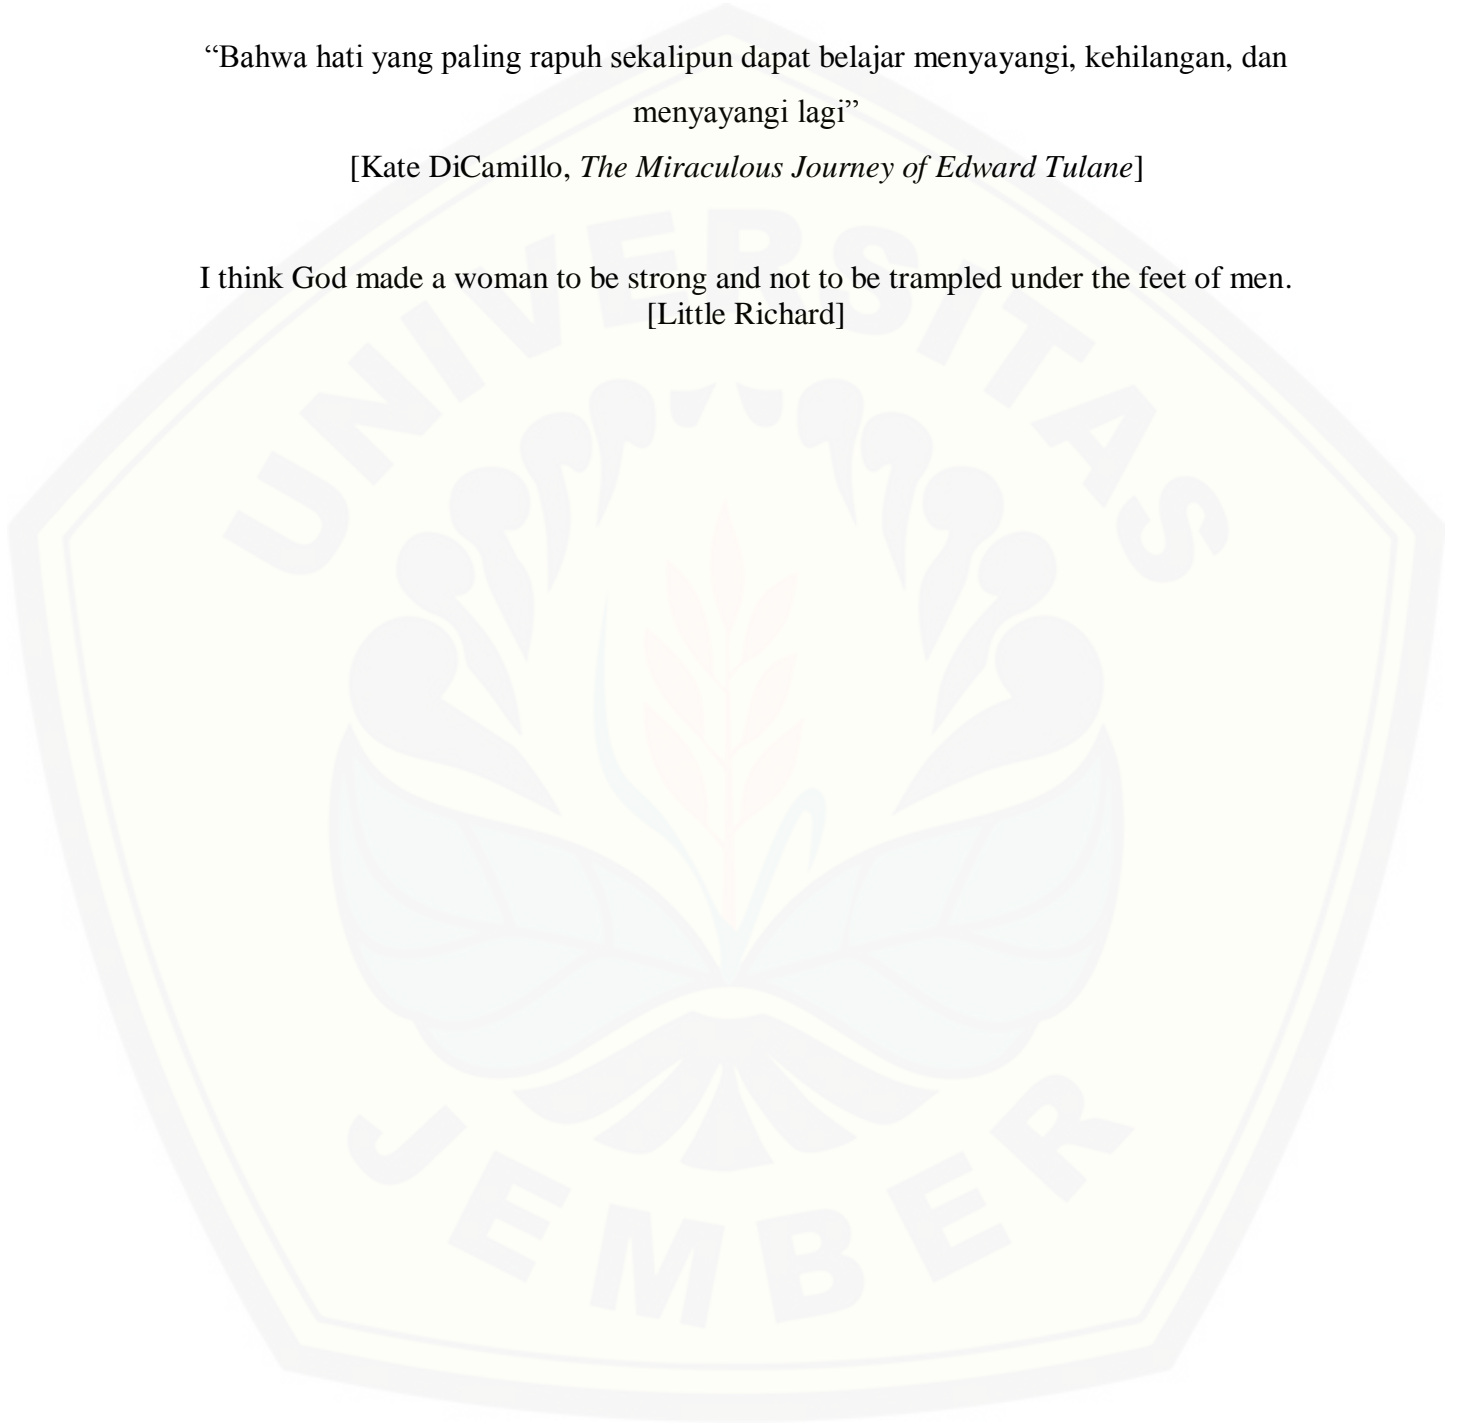 “Bahwa hati yang paling rapuh sekalipun dapat belajar menyayangi, kehilangan, dan
menyayangi lagi”
[Kate DiCamillo, The Miraculous Journey of Edward Tulane]
I think God made a woman to be strong and not to be trampled under the feet of men.
[Little Richard]
UNIVERSITAS
JEMBER